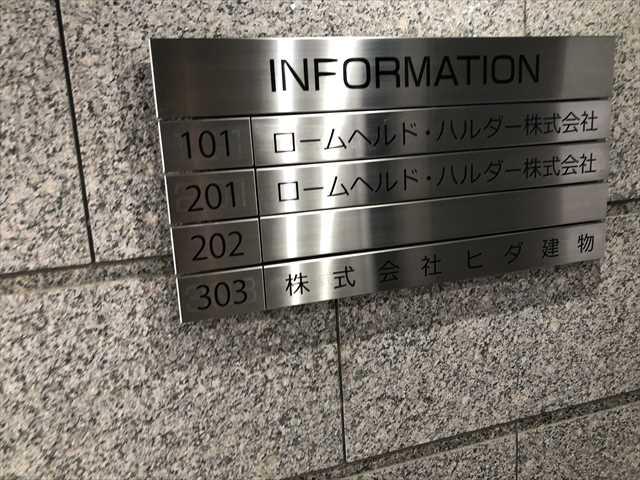 INFORMATION
101 ロームヘルド・ハルダー株式会社
201 ロームヘルド・ハルダー株式会社
202
303 株式会社ヒダ建物